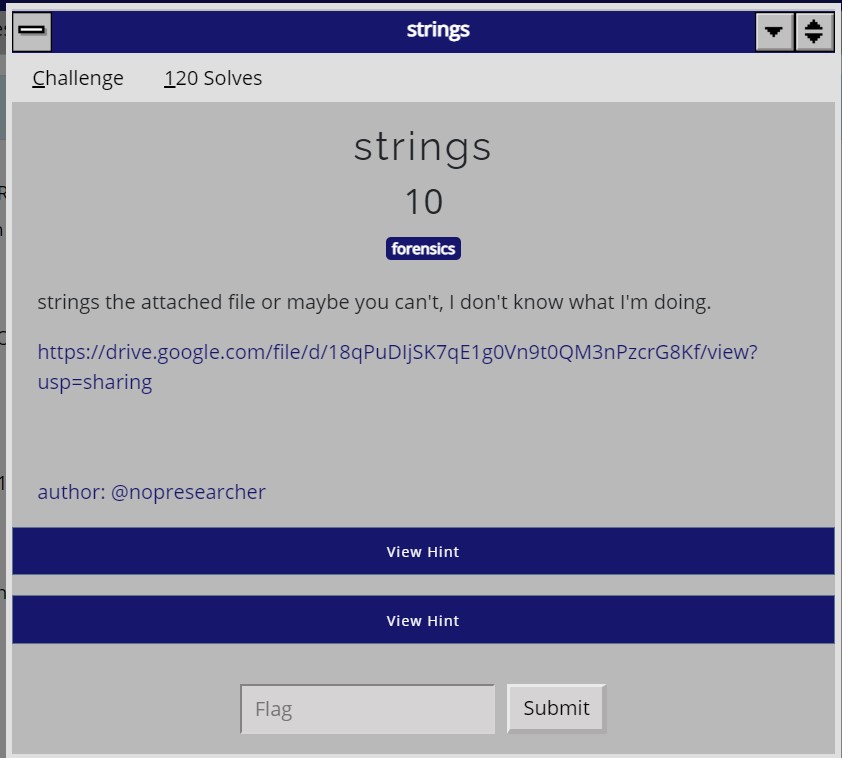 strings
Challenge 120 Solves
strings
10
forensics
strings the attached file or maybe you can't, I don't know what I'm doing.
https://drive.google.com/file/d/18qPuDIjSK7qE1g0Vn9t0QM3nPzcrG8Kf/view?
usp=sharing
author: @nopresearcher
View Hint
View Hint
Flag Submit